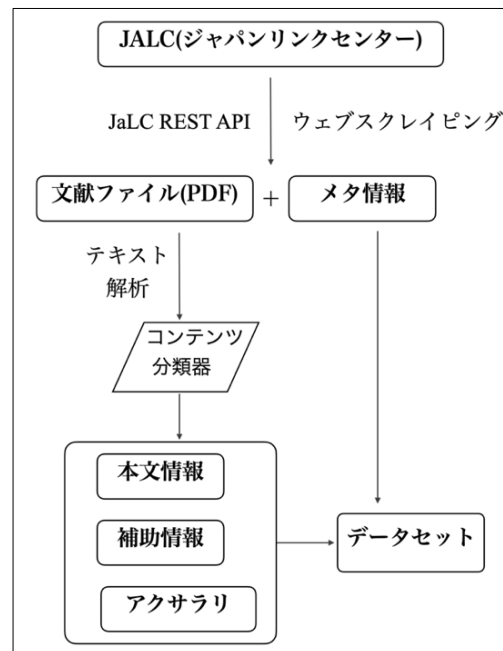 JALC(ジャパンリンクセンター)
JaLC REST API
ウェブスクレイピング
文献ファイル(PDF)
+
メタ情報
テキスト
解析
コンテンツ
分類器
本文情報
補助情報
データセット
アクサラリ